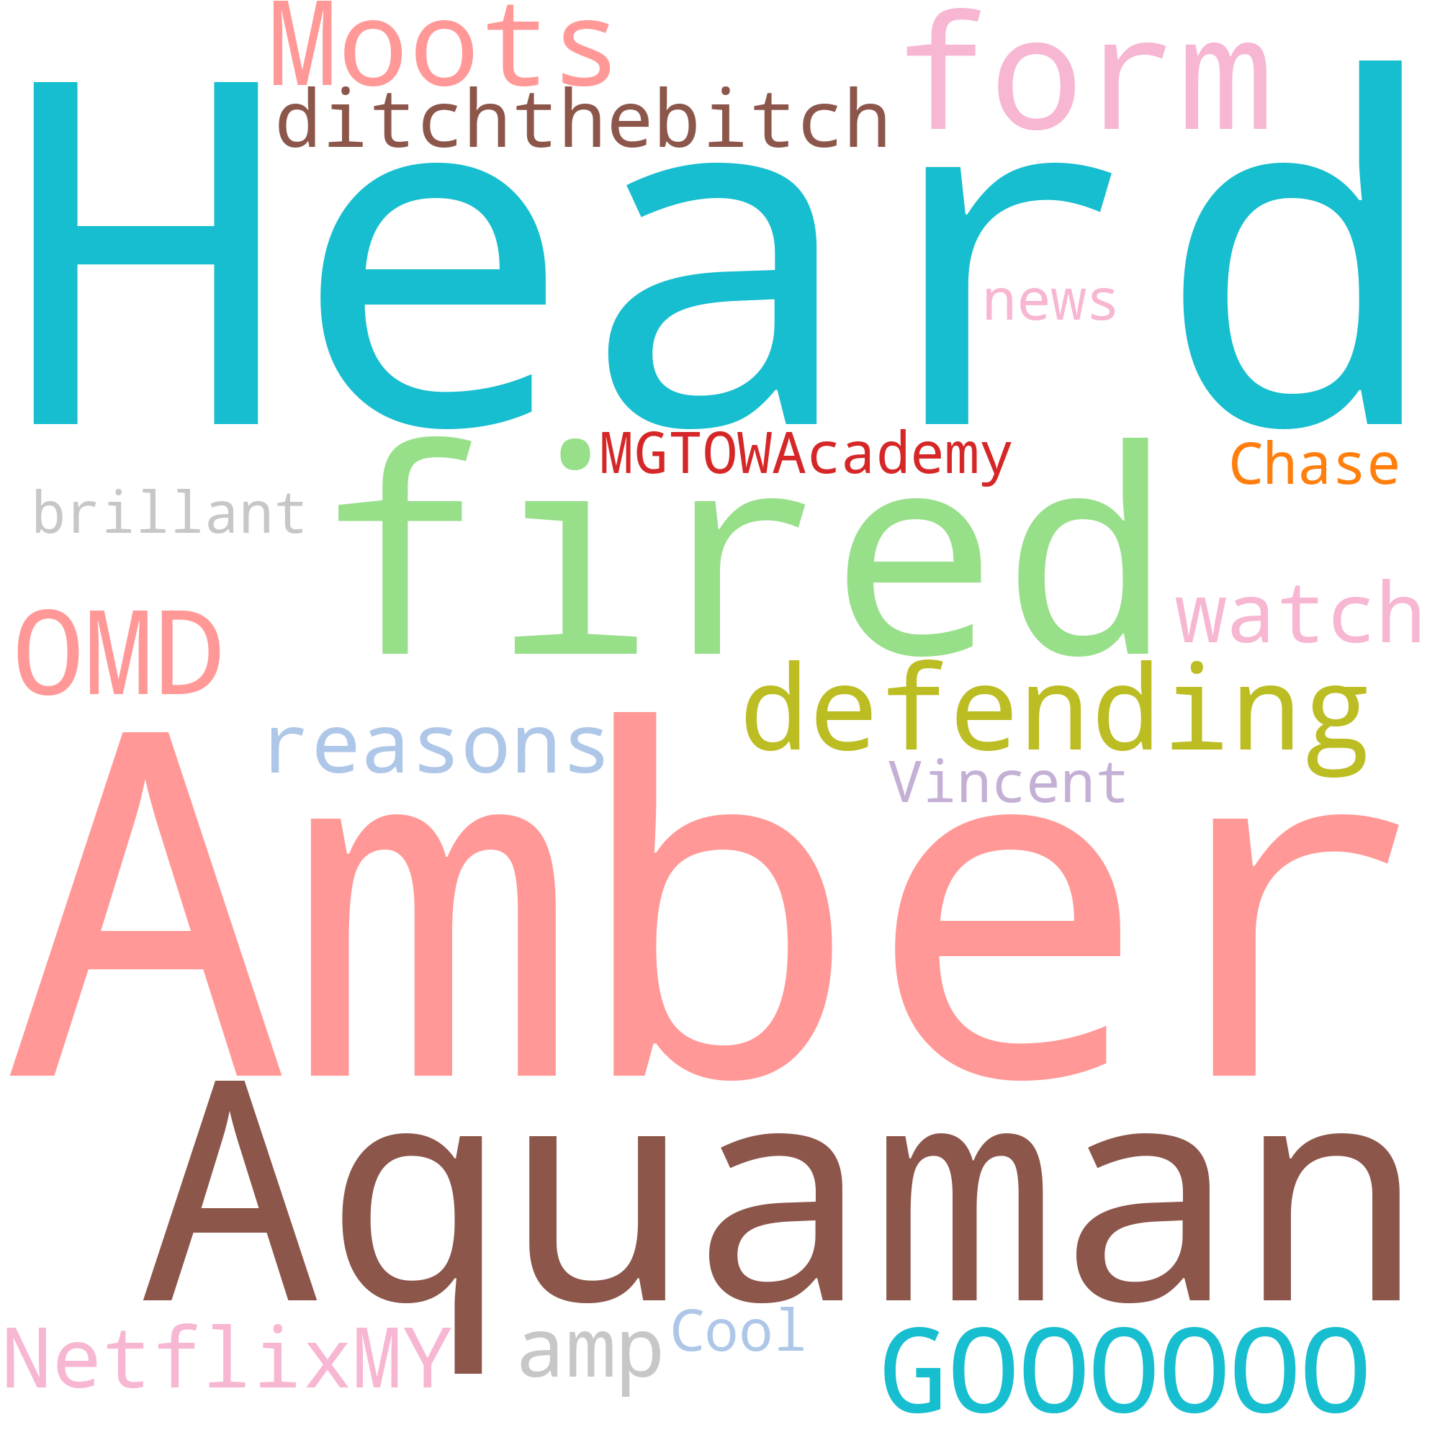 Moots
form
ditchthebitch
Heard
news
MGTOWAcademy
Chase
brillant
fired
OMD
watch
defending
reasons
Vincent
Amber
Aquaman
NetflixMY
amp
Cool
GOOOOOO